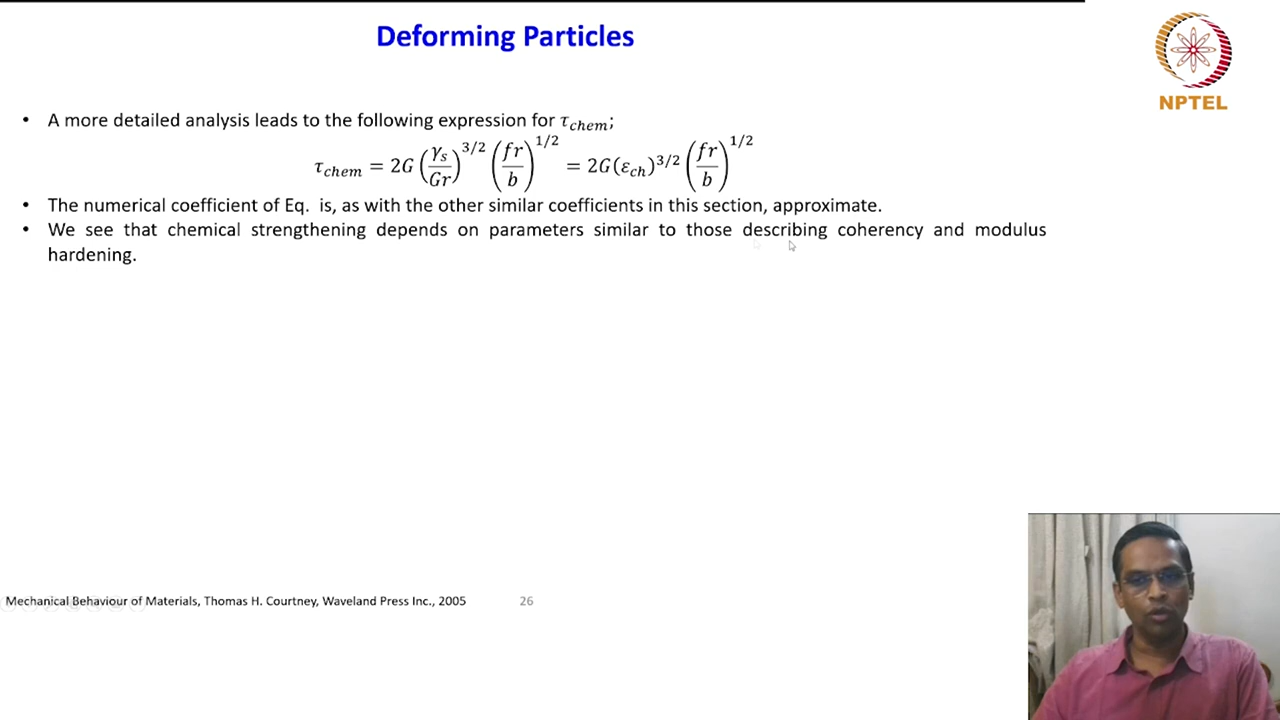 Deforming Particles
NPTEL
• A more detailed analysis leads to the following expression for τ_chem;
τ_chem = 2G (γ_s/Gr)^3/2 (fr/b)^1/2 = 2G(ε_ch)^3/2 (fr/b)^1/2
• The numerical coefficient of Eq. is, as with the other similar coefficients in this section, approximate.
• We see that chemical strengthening depends on parameters similar to those describing coherency and modulus
hardening.
Mechanical Behaviour of Materials, Thomas H. Courtney, Waveland Press Inc., 2005
26